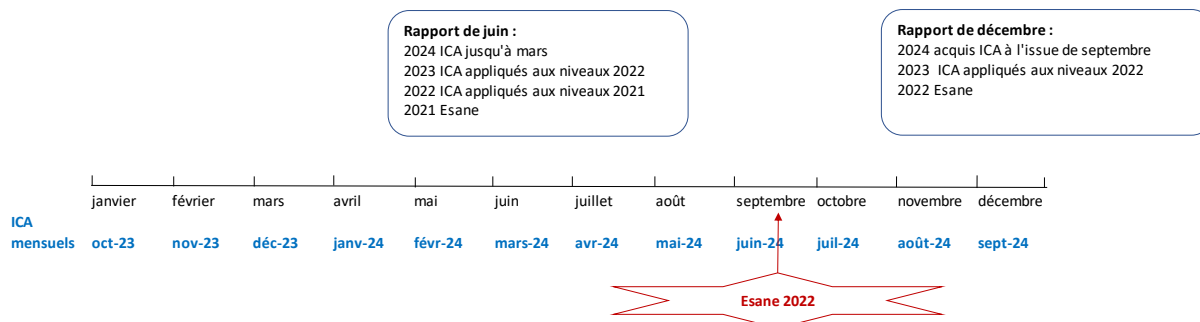 Rapport de juin :
2024 ICA jusqu'à mars
2023 ICA appliqués aux niveaux 2022
2022 ICA appliqués aux niveaux 2021
2021 Esane
Rapport de décembre :
2024 acquis ICA à l'issue de septembre
2023 ICA appliqués aux niveaux 2022
2022 Esane
janvier février mars avril mai juin juillet août septembre octobre novembre décembre
ICA
mensuels oct-23 nov-23 déc-23 janv-24 févr-24 mars-24 avr-24 mai-24 juin-24 juil-24 août-24 sept-24
Esane 2022